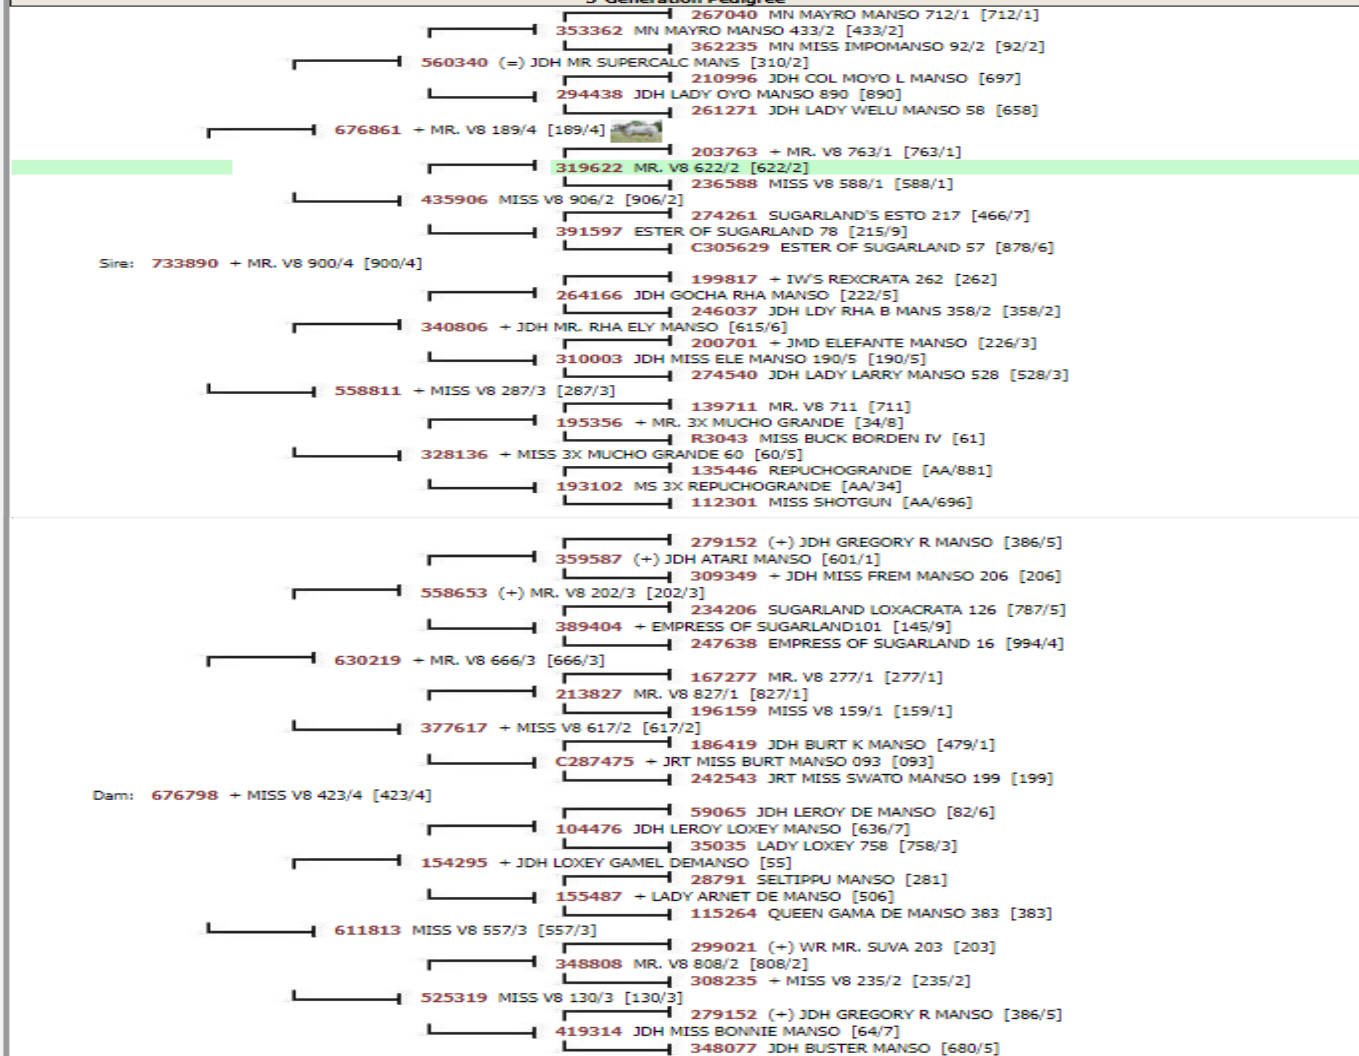 5 Generation Pedigree
267040 MN MAYRO MANSO 712/1 [712/1]
353362 MN MAYRO MANSO 433/2 [433/2]
362235 MN MISS IMPOMANSO 92/2 [92/2]
560340 (=) JDH MR SUPERCALC MANS [310/2]
210996 JDH COL MOYO L MANSO [697]
294438 JDH LADY OYO MANSO 890 [890]
261271 JDH LADY WELU MANSO 58 [658]
676861 + MR. V8 189/4 [189/4]
203763 + MR. V8 763/1 [763/1]
319622 MR. V8 622/2 [622/2]
236588 MISS V8 588/1 [588/1]
435906 MISS V8 906/2 [906/2]
274261 SUGARLAND'S ESTO 217 [466/7]
391597 ESTER OF SUGARLAND 78 [215/9]
C305629 ESTER OF SUGARLAND 57 [878/6]
Sire: 733890 + MR. V8 900/4 [900/4]
199817 + IW'S REXCRATA 262 [262]
264166 JDH GOCHA RHA MANSO [222/5]
246037 JDH LDY RHA B MANS 358/2 [358/2]
340806 + JDH MR. RHA ELY MANSO [615/6]
200701 + JMD ELEFANTE MANSO [226/3]
310003 JDH MISS ELE MANSO 190/5 [190/5]
274540 JDH LADY LARRY MANSO 528 [528/3]
558811 + MISS V8 287/3 [287/3]
139711 MR. V8 711 [711]
195356 + MR. 3X MUCHO GRANDE [34/8]
R3043 MISS BUCK BORDEN IV [61]
328136 + MISS 3X MUCHO GRANDE 60 [60/5]
135446 REPUCHOGRANDE [AA/881]
193102 MS 3X REPUCHOGRANDE [AA/34]
112301 MISS SHOTGUN [AA/696]
279152 (+) JDH GREGORY R MANSO [386/5]
359587 (+) JDH ATARI MANSO [601/1]
309349 + JDH MISS FREM MANSO 206 [206]
558653 (+) MR. V8 202/3 [202/3]
234206 SUGARLAND LOXACRATA 126 [787/5]
389404 + EMPRESS OF SUGARLAND101 [145/9]
247638 EMPRESS OF SUGARLAND 16 [994/4]
630219 + MR. V8 666/3 [666/3]
167277 MR. V8 277/1 [277/1]
213827 MR. V8 827/1 [827/1]
196159 MISS V8 159/1 [159/1]
377617 + MISS V8 617/2 [617/2]
186419 JDH BURT K MANSO [479/1]
C287475 + JRT MISS BURT MANSO 093 [093]
242543 JRT MISS SWATO MANSO 199 [199]
Dam: 676798 + MISS V8 423/4 [423/4]
59065 JDH LEROY DE MANSO [82/6]
104476 JDH LEROY LOXEY MANSO [636/7]
35035 LADY LOXEY 758 [758/3]
154295 + JDH LOXEY GAMEL DEMANSO [55]
28791 SELTIPPU MANSO [281]
155487 + LADY ARNET DE MANSO [506]
115264 QUEEN GAMA DE MANSO 383 [383]
611813 MISS V8 557/3 [557/3]
299021 (+) WR MR. SUVA 203 [203]
348808 MR. V8 808/2 [808/2]
308235 + MISS V8 235/2 [235/2]
525319 MISS V8 130/3 [130/3]
279152 (+) JDH GREGORY R MANSO [386/5]
419314 JDH MISS BONNIE MANSO [64/7]
348077 JDH BUSTER MANSO [680/5]